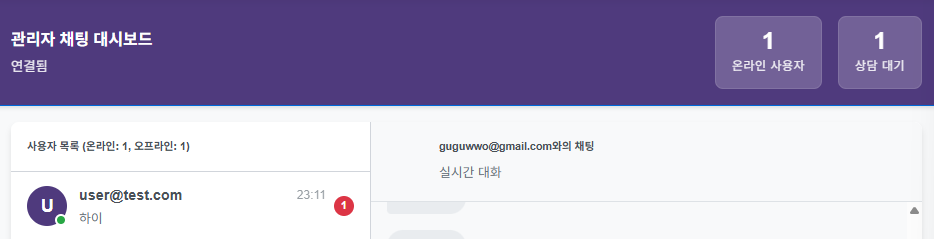 관리자 채팅 대시보드
연결됨
1
온라인 사용자
1
상담 대기
사용자 목록 (온라인: 1, 오프라인: 1)
guguwwo@gmail.com와의 채팅
실시간 대화
U
user@test.com
23:11
1
하이